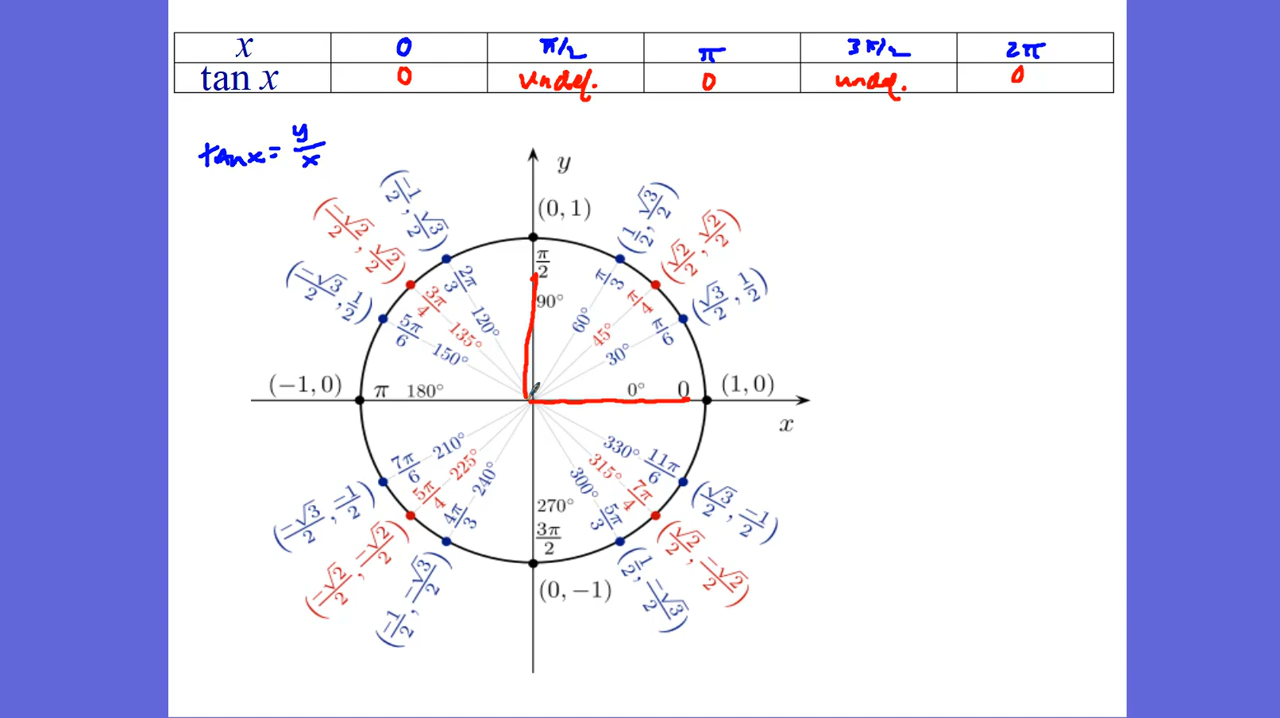 x 0 π/2 π 3π/2 2π
tan x 0 undef. 0 undef. 0
tanx = y/x
y
(0, 1)
(-1/2, √3/2) (1/2, √3/2)
(-√2/2, √2/2) (√2/2, √2/2)
(-√3/2, 1/2) (√3/2, 1/2)
2π/3 120° π/2 90° π/3 60°
3π/4 135° π/4 45°
5π/6 150° π/6 30°
(−1, 0) π 180° 0° 0 (1, 0)
x
7π/6 210° 330° 11π/6
5π/4 225° 315° 7π/4
4π/3 240° 270° 3π/2 300° 5π/3
(-√3/2, -1/2) (√3/2, -1/2)
(-√2/2, -√2/2) (√2/2, -√2/2)
(-1/2, -√3/2) (1/2, -√3/2)
(0, −1)